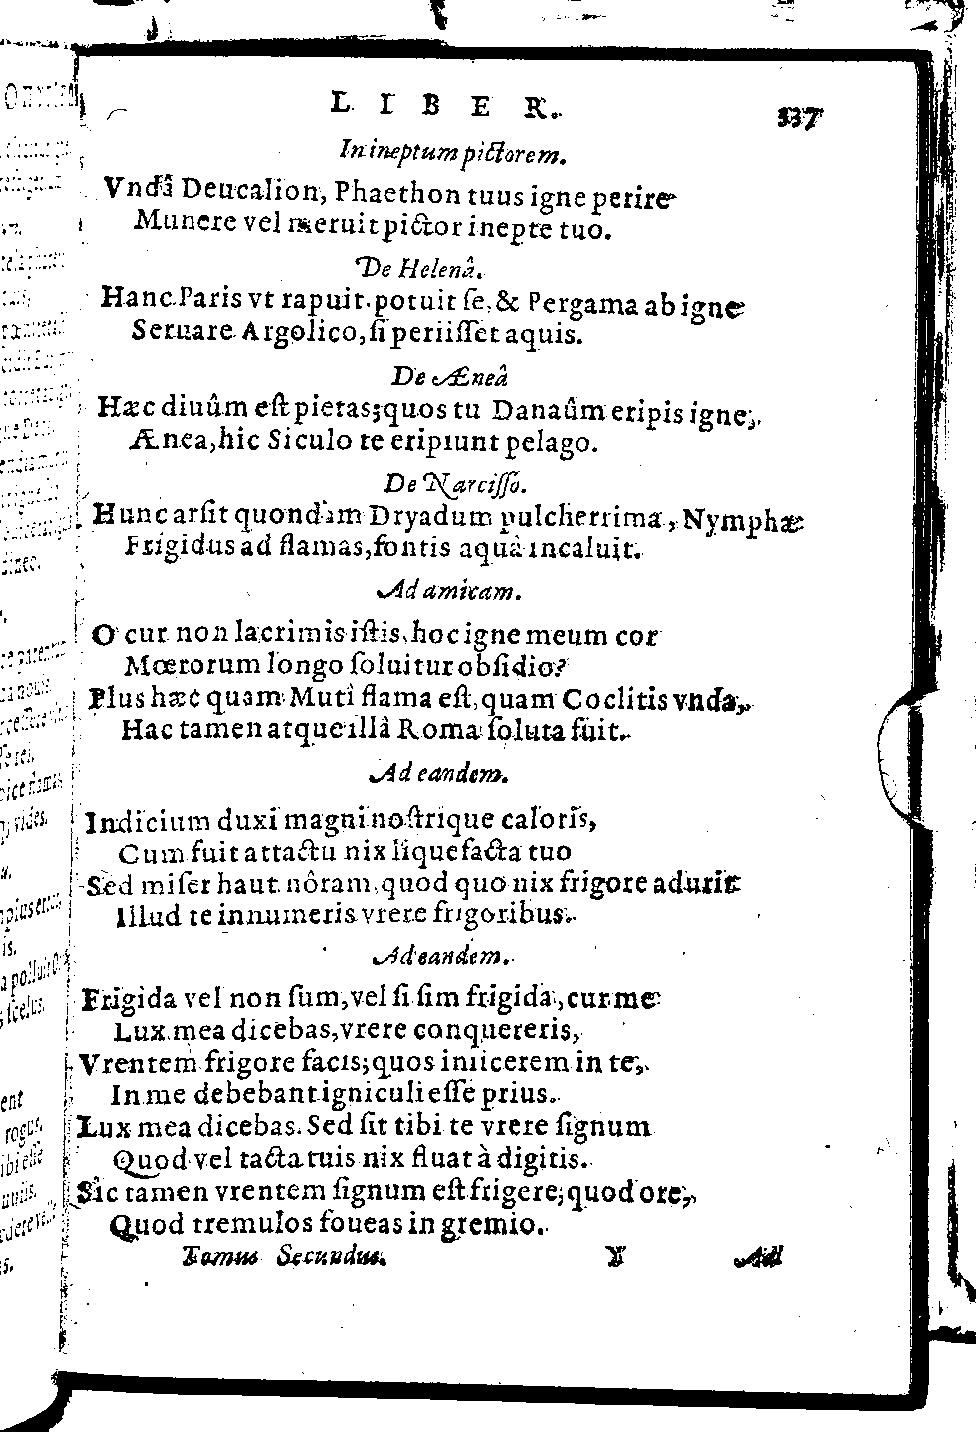 LIBER. 337
In ineptum pictorem.
Vndâ Deucalion, Phaethon tuus igne perire
Munere vel meruit pictor inepte tuo.
De Helenâ.
Hanc Paris vt rapuit potuit ſe, & Pergama ab igne
Seruare Argolico, ſi periiſſet aquis.
De Æneâ
Hæc diuûm eſt pietas; quos tu Danaûm eripis igne,
Ænea, hic Siculo te eripiunt pelago.
De Narciſſo.
Hunc arſit quondam Dryadum pulcherrima, Nymphæ
Frigidus ad flamas, fontis aquâ incaluit.
Ad amicam.
O cur non lacrimis iſtis, hoc igne meum cor
Mœrorum longo ſoluitur obſidio?
Plus hæc quam Mutî flama eſt, quam Coclitis vnda,
Hac tamen atque illâ Roma ſoluta fuit.
Ad eandem.
Indicium duxi magni noſtrique caloris,
Cum fuit attactu nix liquefacta tuo
Sed miſer haut nôram, quod quo nix frigore adurit
Illud te innumeris vrere frigoribus.
Ad eandem.
Frigida vel non ſum, vel ſi ſim frigida, cur me
Lux mea dicebas, vrere conquereris,
Vrentem frigore facis; quos iniicerem in te,
In me debebant igniculi eſſe prius.
Lux mea dicebas. Sed ſit tibi te vrere ſignum
Quod vel tacta tuis nix fluat à digitis.
Sic tamen vrentem ſignum eſt frigere; quod ore,
Quod tremulos foueas in gremio.
Tomus Secundus. Y Ad